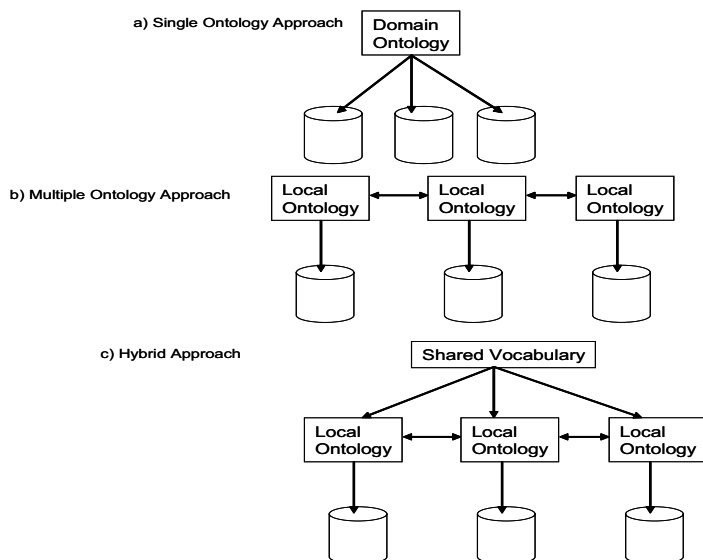 a) Single Ontology Approach
Domain
Ontology
b) Multiple Ontology Approach
Local
Ontology
Local
Ontology
Local
Ontology
c) Hybrid Approach
Shared Vocabulary
Local
Ontology
Local
Ontology
Local
Ontology